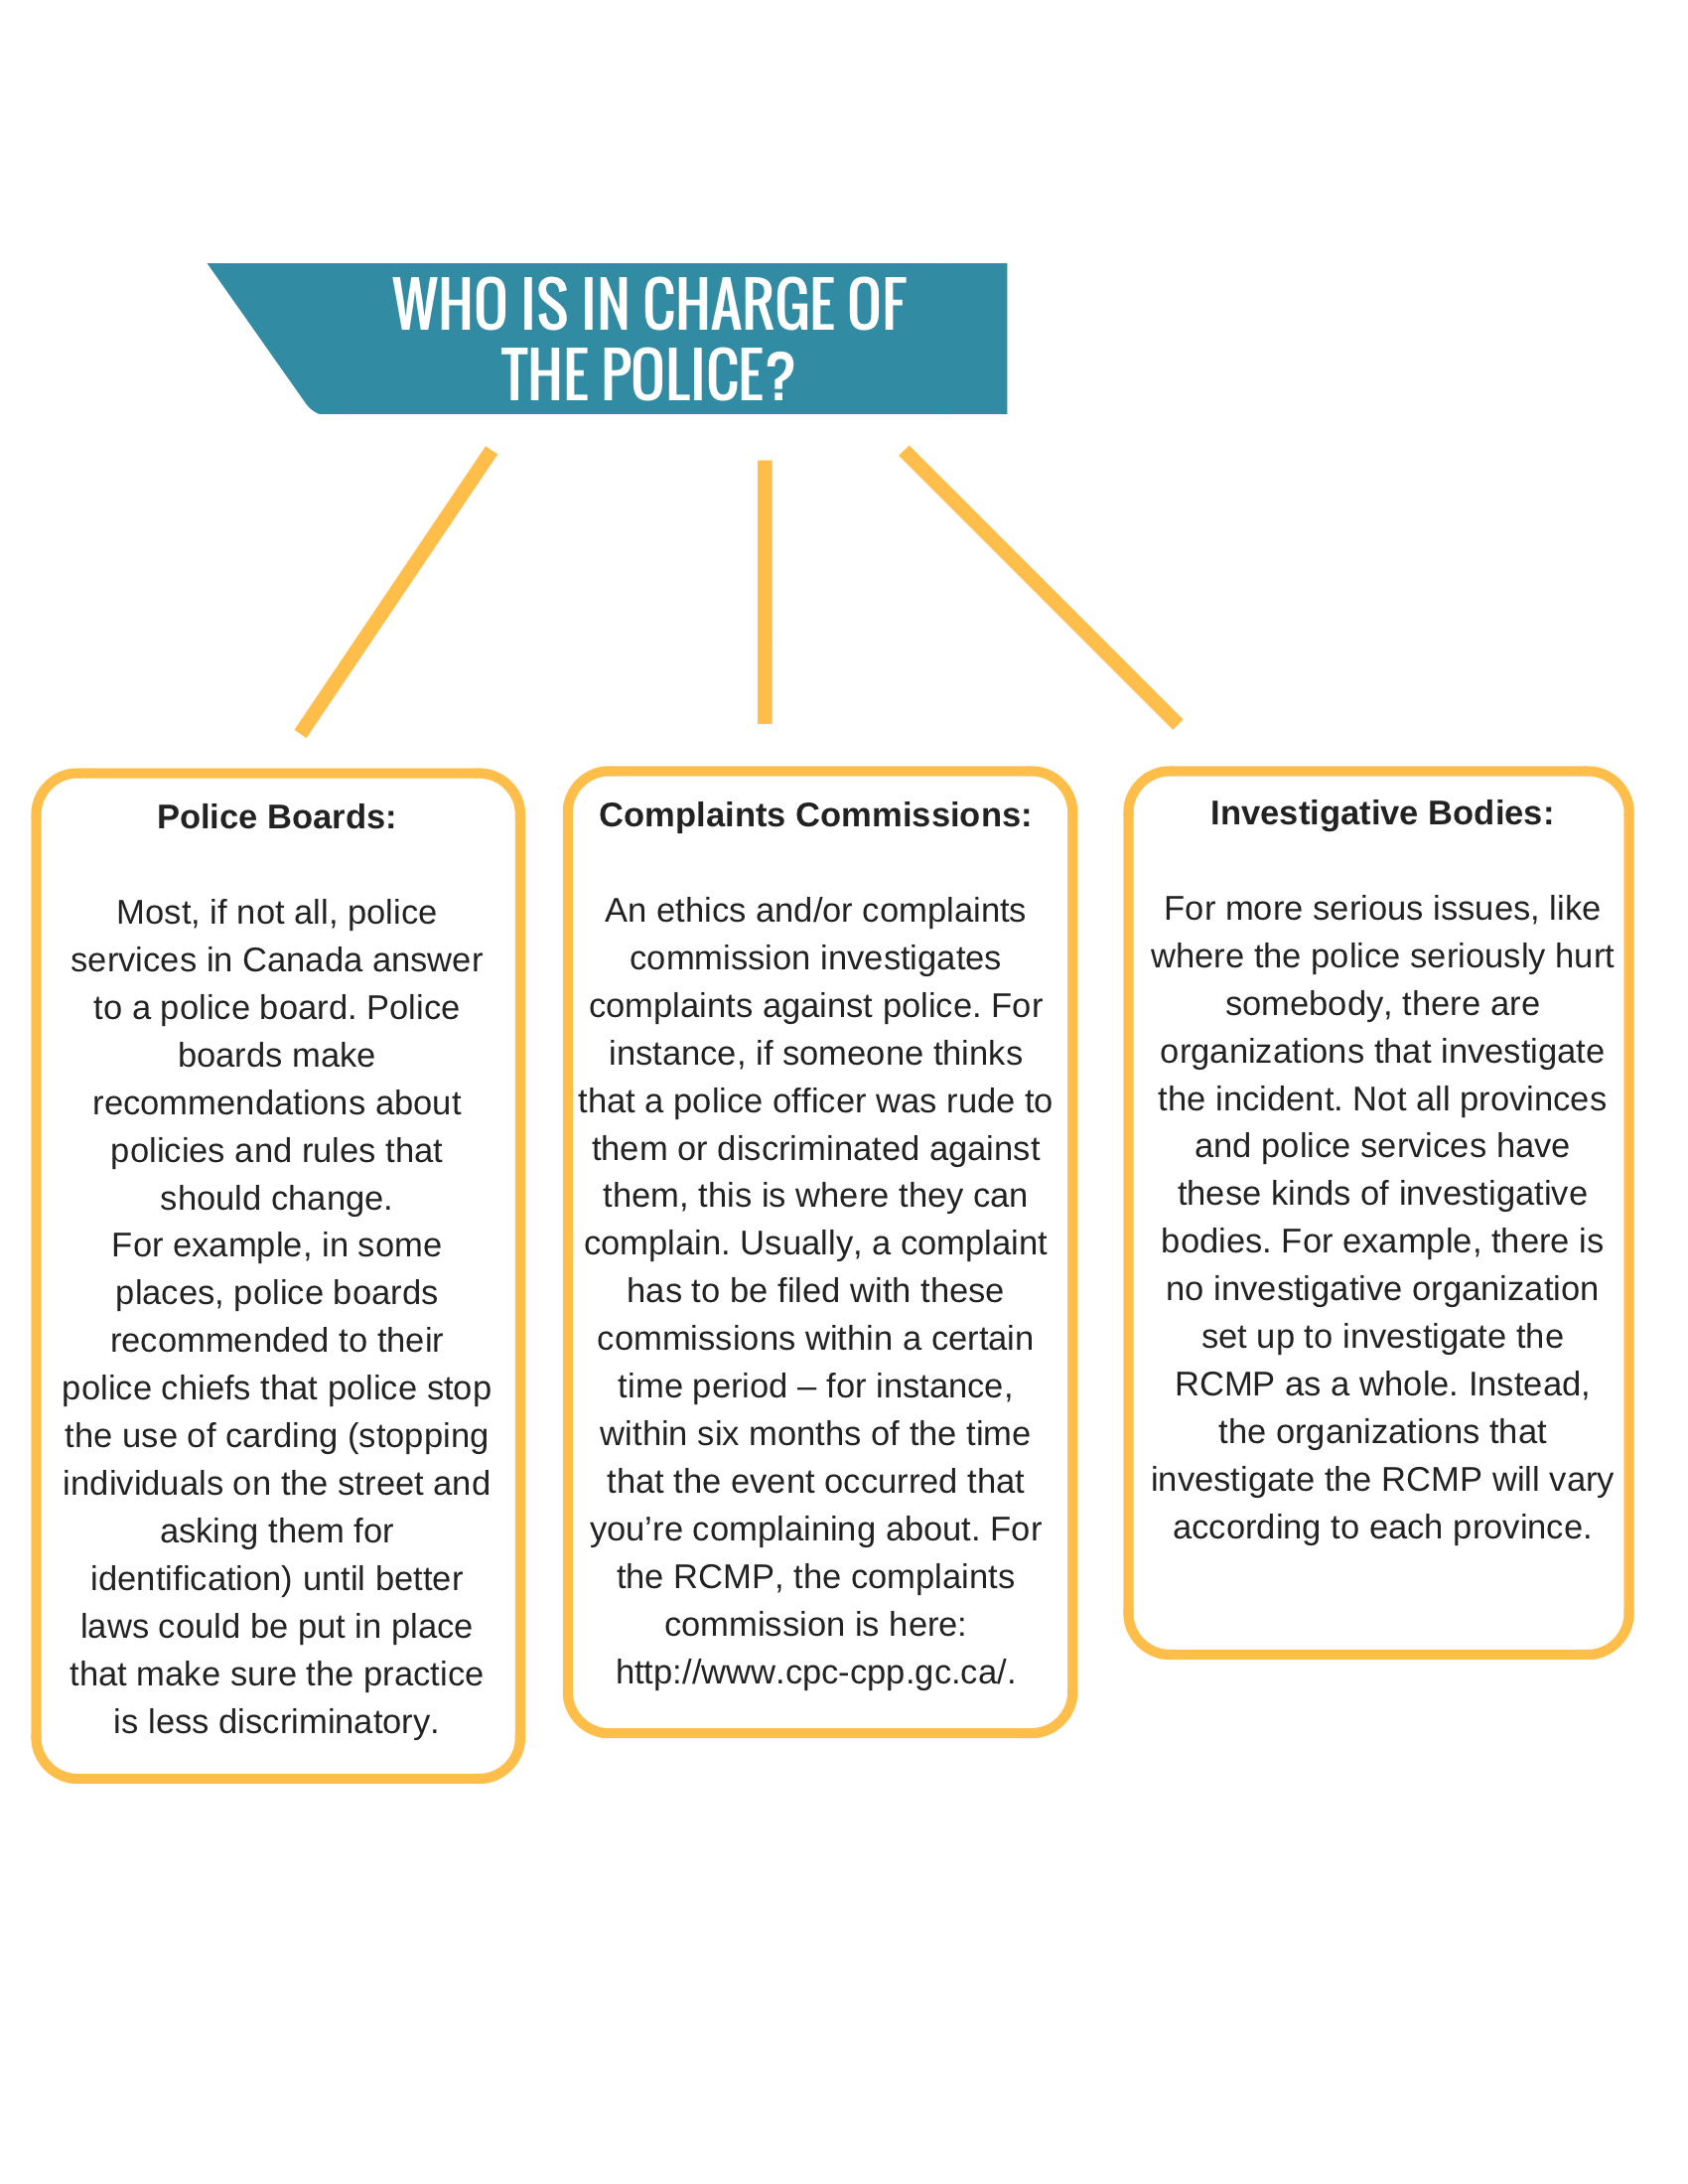 WHO IS IN CHARGE OF
THE POLICE?
Police Boards:
Most, if not all, police
services in Canada answer
to a police board. Police
boards make
recommendations about
policies and rules that
should change.
For example, in some
places, police boards
recommended to their
police chiefs that police stop
the use of carding (stopping
individuals on the street and
asking them for
identification) until better
laws could be put in place
that make sure the practice
is less discriminatory.
Complaints Commissions:
An ethics and/or complaints
commission investigates
complaints against police. For
instance, if someone thinks
that a police officer was rude to
them or discriminated against
them, this is where they can
complain. Usually, a complaint
has to be filed with these
commissions within a certain
time period – for instance,
within six months of the time
that the event occurred that
you’re complaining about. For
the RCMP, the complaints
commission is here:
http://www.cpc-cpp.gc.ca/.
Investigative Bodies:
For more serious issues, like
where the police seriously hurt
somebody, there are
organizations that investigate
the incident. Not all provinces
and police services have
these kinds of investigative
bodies. For example, there is
no investigative organization
set up to investigate the
RCMP as a whole. Instead,
the organizations that
investigate the RCMP will vary
according to each province.